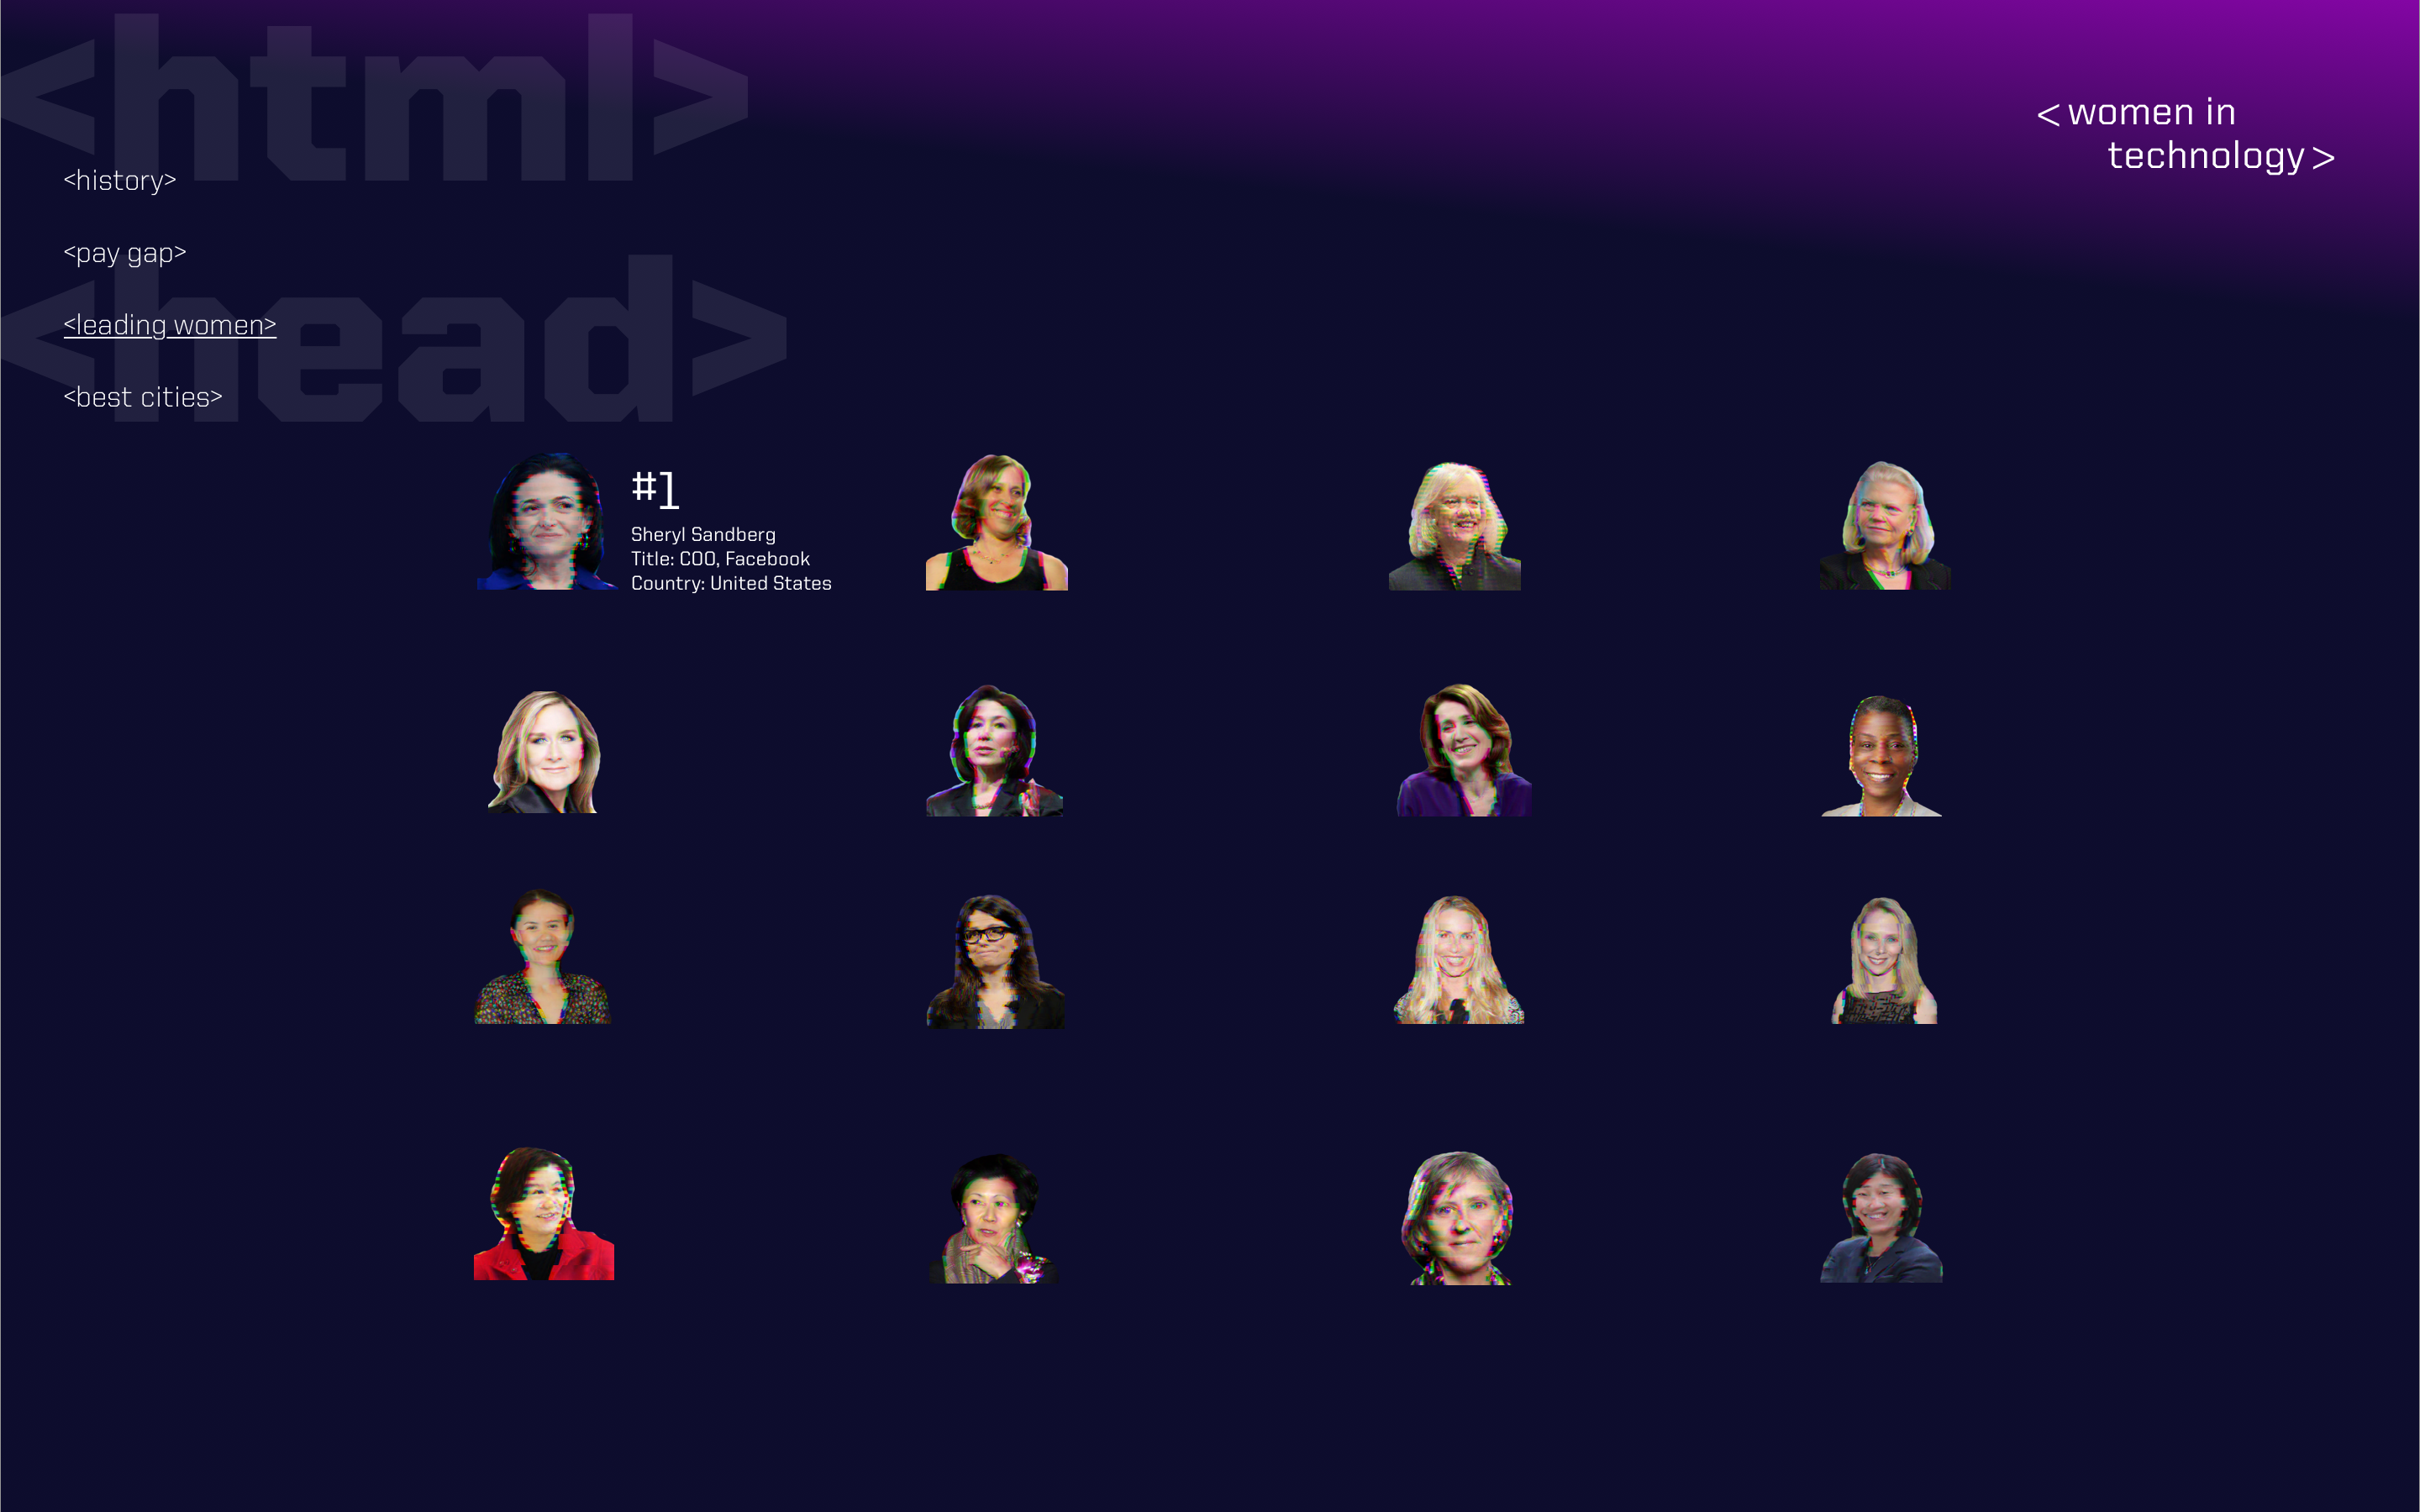 <html>
<head>
<history>
<pay gap>
<leading women>
<best cities>
< women in
technology >
#1
Sheryl Sandberg
Title: COO, Facebook
Country: United States